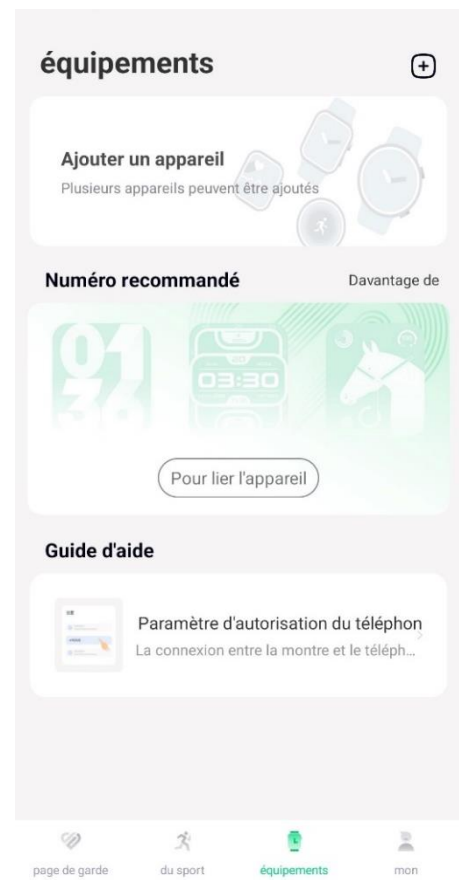 équipements
Ajouter un appareil
Plusieurs appareils peuvent être ajoutés
Numéro recommandé
Davantage de
01
36
03:30
Pour lier l'appareil
Guide d'aide
Paramètre d'autorisation du téléphon
La connexion entre la montre et le téléph...
page de garde
du sport
équipements
mon